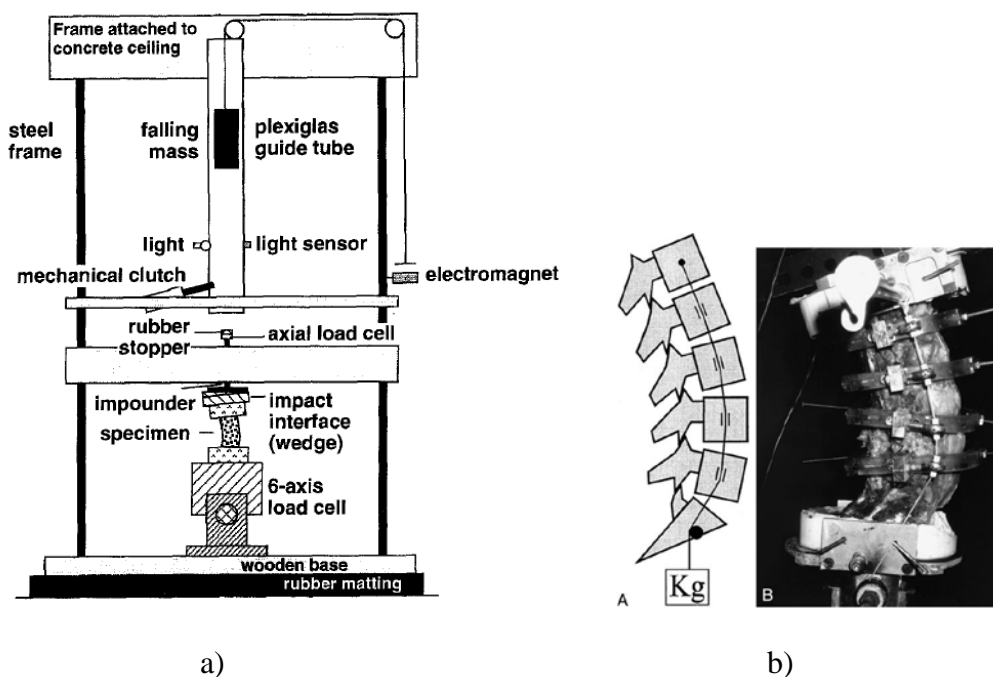 Frame attached to
concrete ceiling
steel
frame
falling
mass
plexiglas
guide tube
light
light sensor
mechanical clutch
electromagnet
rubber
stopper
axial load cell
impounder
impact
interface
(wedge)
specimen
6-axis
load cell
wooden base
rubber matting
A
Kg
B
a)
b)